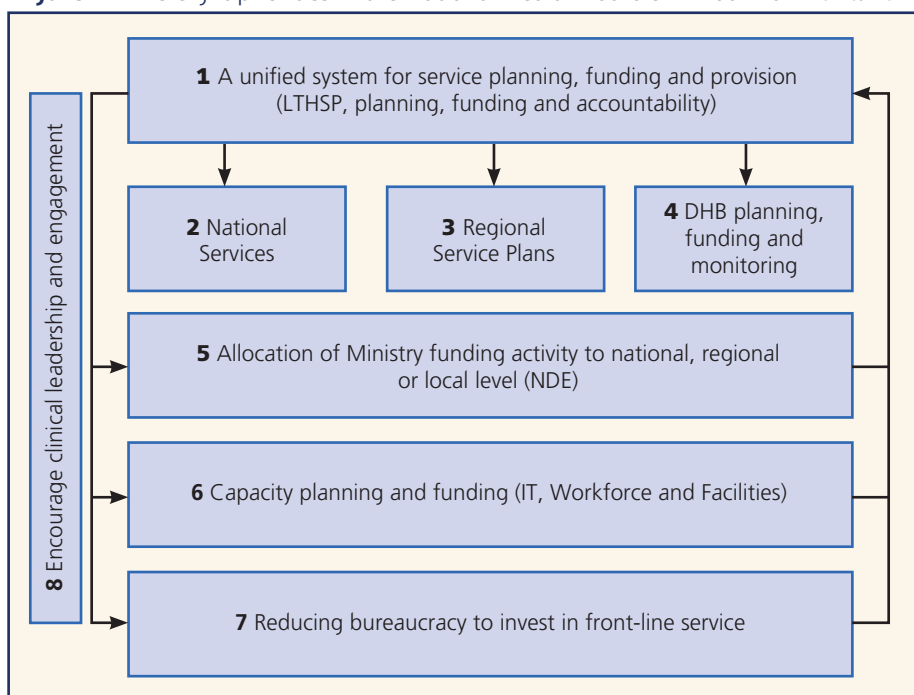 1 A unified system for service planning, funding and provision
(LTHSP, planning, funding and accountability)
2 National
Services
3 Regional
Service Plans
4 DHB planning,
funding and
monitoring
5 Allocation of Ministry funding activity to national, regional
or local level (NDE)
6 Capacity planning and funding (IT, Workforce and Facilities)
7 Reducing bureaucracy to invest in front-line service
8 Encourage clinical leadership and engagement